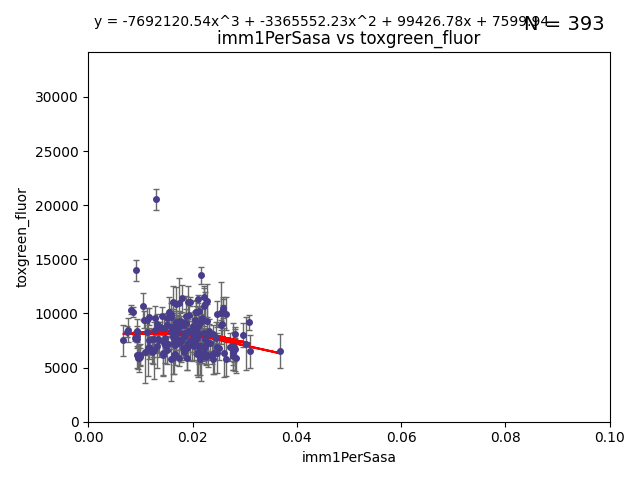 y = -7692120.54x^3 + -3365552.23x^2 + 99426.78x + 7599.94
N = 393
imm1PerSasa vs toxgreen_fluor
30000
25000
20000
15000
10000
5000
0
toxgreen_fluor
0.00 0.02 0.04 0.06 0.08 0.10
imm1PerSasa